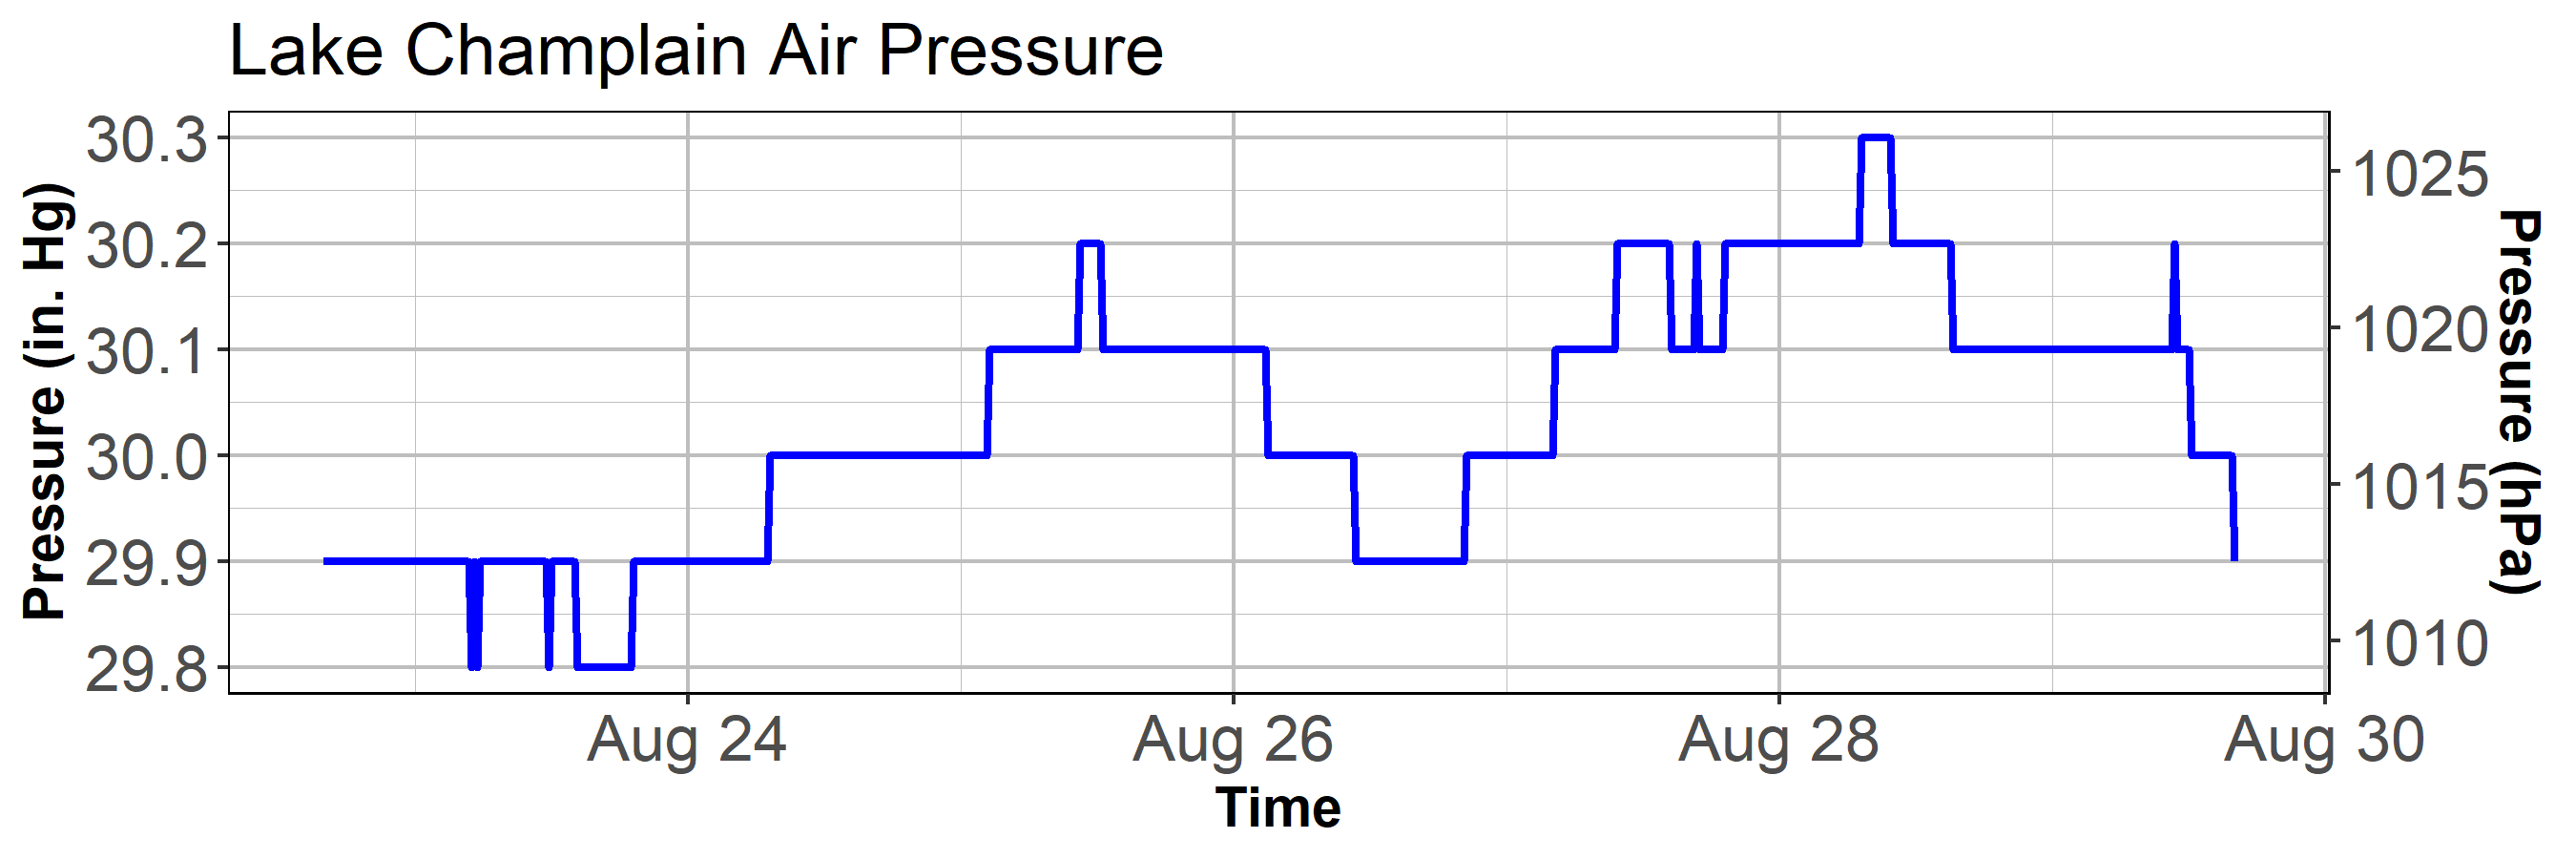 Lake Champlain Air Pressure
Pressure (in. Hg)
30.3
30.2
30.1
30.0
29.9
29.8
1025
1020
1015
1010
Pressure (hPa)
Aug 24
Aug 26
Aug 28
Aug 30
Time